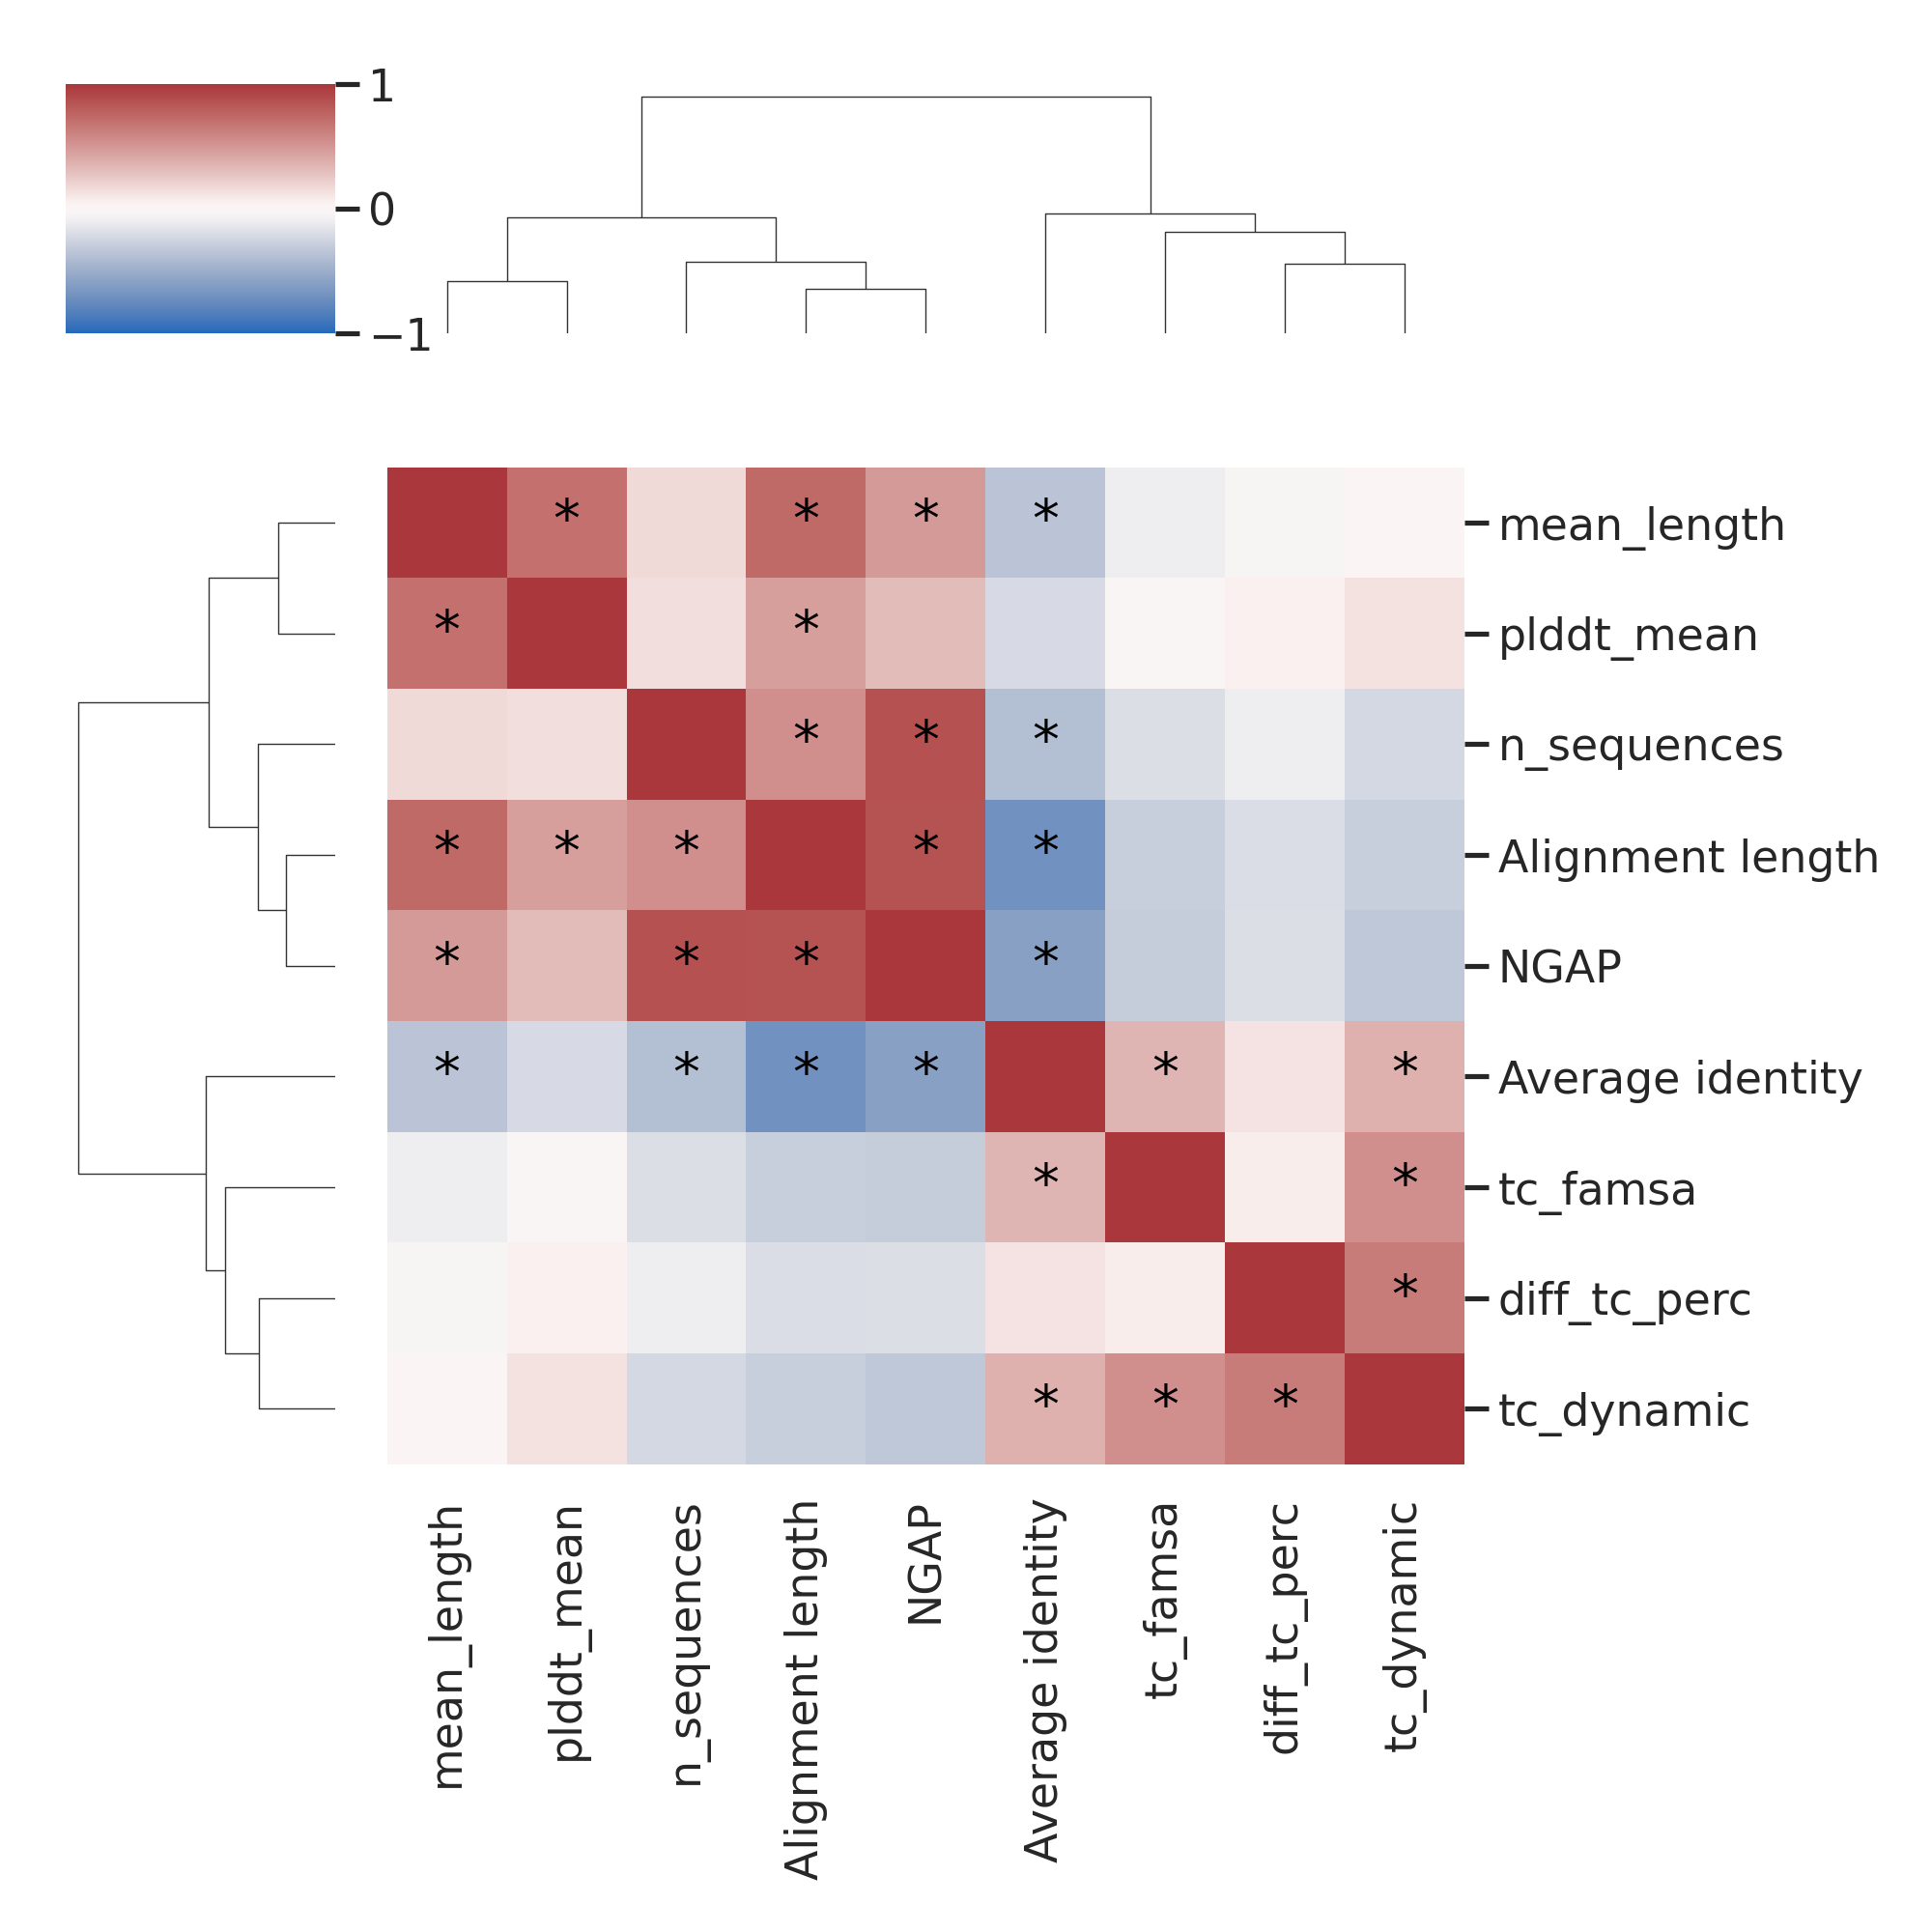 1
0
−1
* * * *
* *
* * *
* * * * *
* * * *
* * * * * *
* *
*
* * *
mean_length
plddt_mean
n_sequences
Alignment length
NGAP
Average identity
tc_famsa
diff_tc_perc
tc_dynamic
mean_length
plddt_mean
n_sequences
Alignment length
NGAP
Average identity
tc_famsa
diff_tc_perc
tc_dynamic